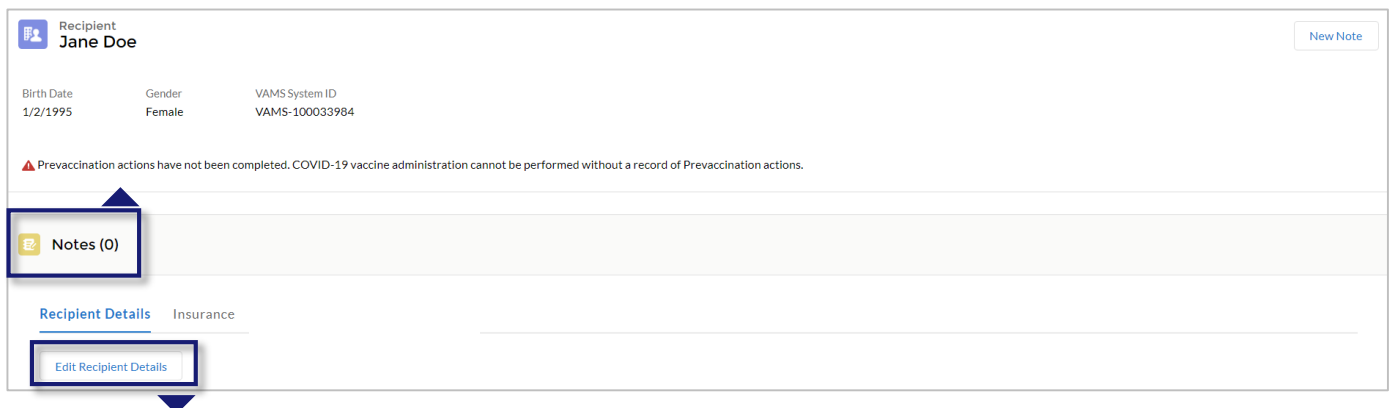 Recipient
Jane Doe
New Note
Birth Date Gender VAMS System ID
1/2/1995 Female VAMS-100033984
Prevaccination actions have not been completed. COVID-19 vaccine administration cannot be performed without a record of Prevaccination actions.
Notes (0)
Recipient Details Insurance
Edit Recipient Details